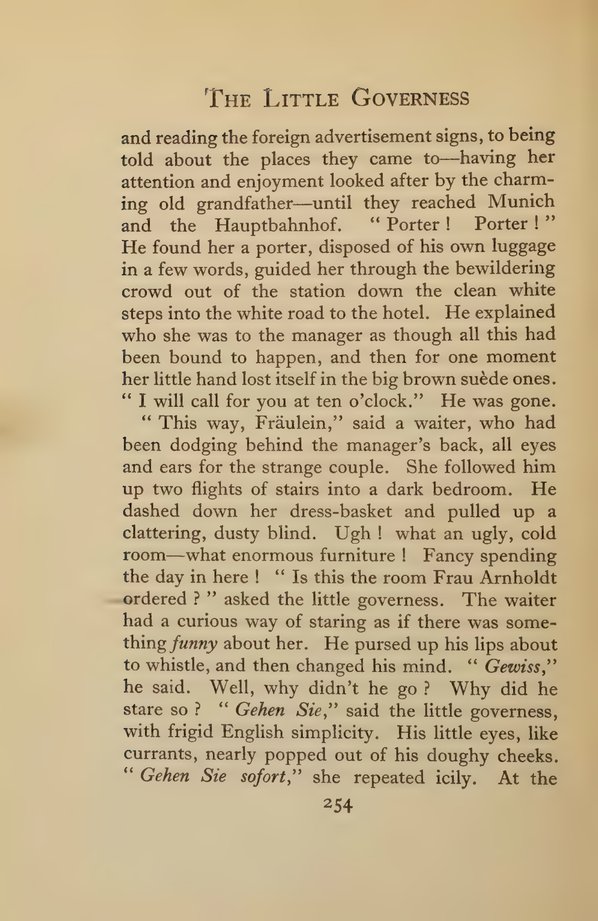 THE LITTLE GOVERNESS
and reading the foreign advertisement signs, to being
told about the places they came to—having her
attention and enjoyment looked after by the charm-
ing old grandfather—until they reached Munich
and the Hauptbahnhof. “ Porter ! Porter ! ”
He found her a porter, disposed of his own luggage
in a few words, guided her through the bewildering
crowd out of the station down the clean white
steps into the white road to the hotel. He explained
who she was to the manager as though all this had
been bound to happen, and then for one moment
her little hand lost itself in the big brown suède ones.
“ I will call for you at ten o’clock.” He was gone.
“ This way, Fräulein,” said a waiter, who had
been dodging behind the manager’s back, all eyes
and ears for the strange couple. She followed him
up two flights of stairs into a dark bedroom. He
dashed down her dress-basket and pulled up a
clattering, dusty blind. Ugh ! what an ugly, cold
room—what enormous furniture ! Fancy spending
the day in here ! “ Is this the room Frau Arnholdt
ordered ? ” asked the little governess. The waiter
had a curious way of staring as if there was some-
thing funny about her. He pursed up his lips about
to whistle, and then changed his mind. “ Gewiss,”
he said. Well, why didn’t he go ? Why did he
stare so ? “ Gehen Sie,” said the little governess,
with frigid English simplicity. His little eyes, like
currants, nearly popped out of his doughy cheeks.
“ Gehen Sie sofort,” she repeated icily. At the
254